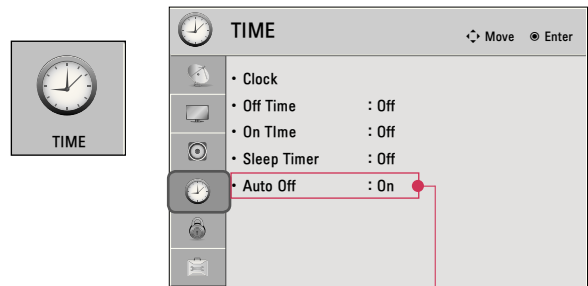 TIME
TIME
Move Enter
• Clock
• Off Time : Off
• On TIme : Off
• Sleep Timer : Off
• Auto Off : On